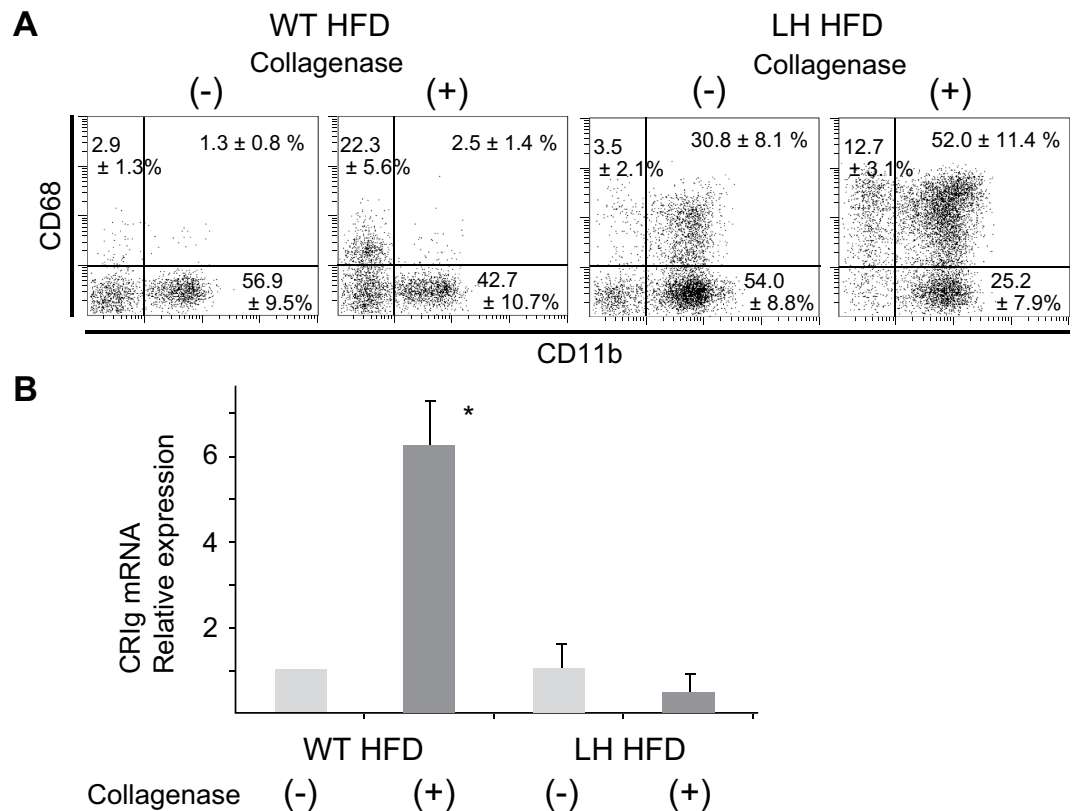 A
WT HFD
LH HFD
Collagenase
Collagenase
(-)
(+)
(-)
(+)
CD68
2.9
± 1.3%
1.3 ± 0.8 %
22.3
± 5.6%
2.5 ± 1.4 %
3.5
± 2.1%
30.8 ± 8.1 %
12.7
± 3.1%
52.0 ± 11.4 %
56.9
± 9.5%
42.7
± 10.7%
54.0
± 8.8%
25.2
± 7.9%
CD11b
B
CRIg mRNA
Relative expression
6
4
2
*
WT HFD
LH HFD
Collagenase (-) (+) (-) (+)